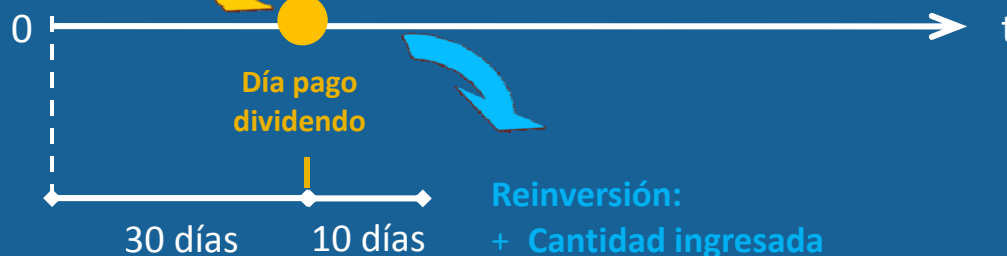 0
t
Día pago
dividendo
Reinversión:
30 días 10 días + Cantidad ingresada